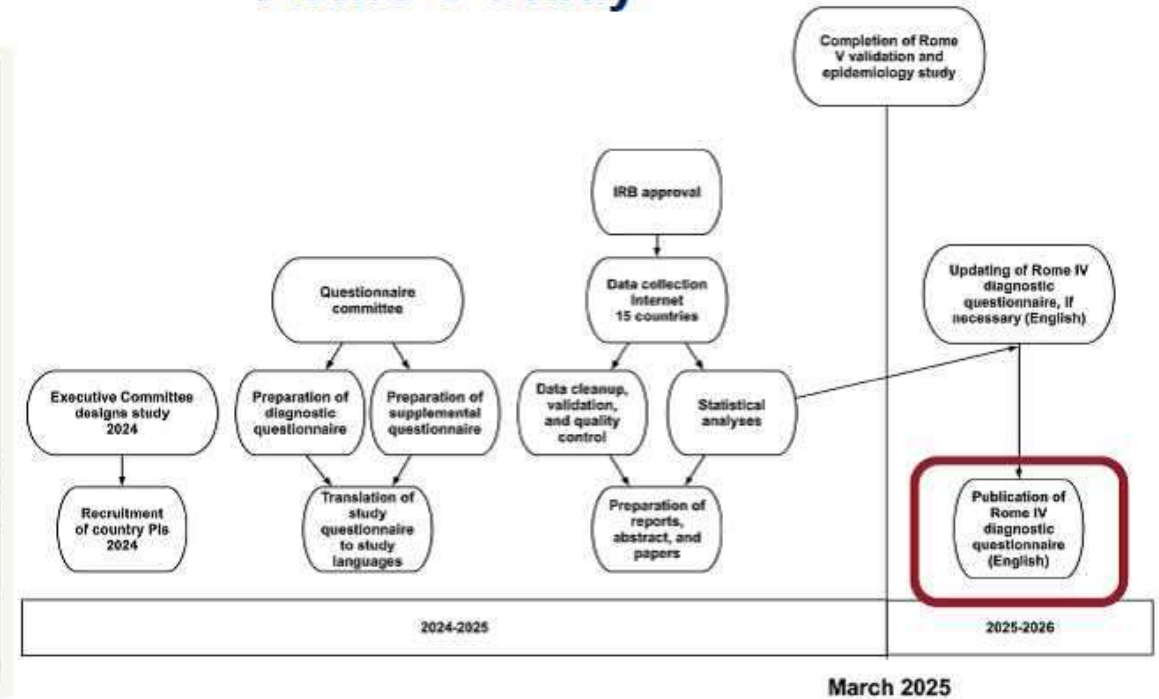 Completion of Rome
V validation and
epidemiology study
IRB approval
Questionnaire
committee
Data collection
Internet
15 countries
Updating of Rome IV
diagnostic
questionnaire, if
necessary (English)
Executive Committee
designs study
2024
Preparation of
diagnostic
questionnaire
Preparation of
supplemental
questionnaire
Data cleanup,
validation,
and quality
control
Statistical
analyses
Recruitment
of country PIs
2024
Translation of
study
questionnaire
to study
languages
Preparation of
reports,
abstract, and
papers
Publication of
Rome IV
diagnostic
questionnaire
(English)
2024-2025
2025-2026
March 2025